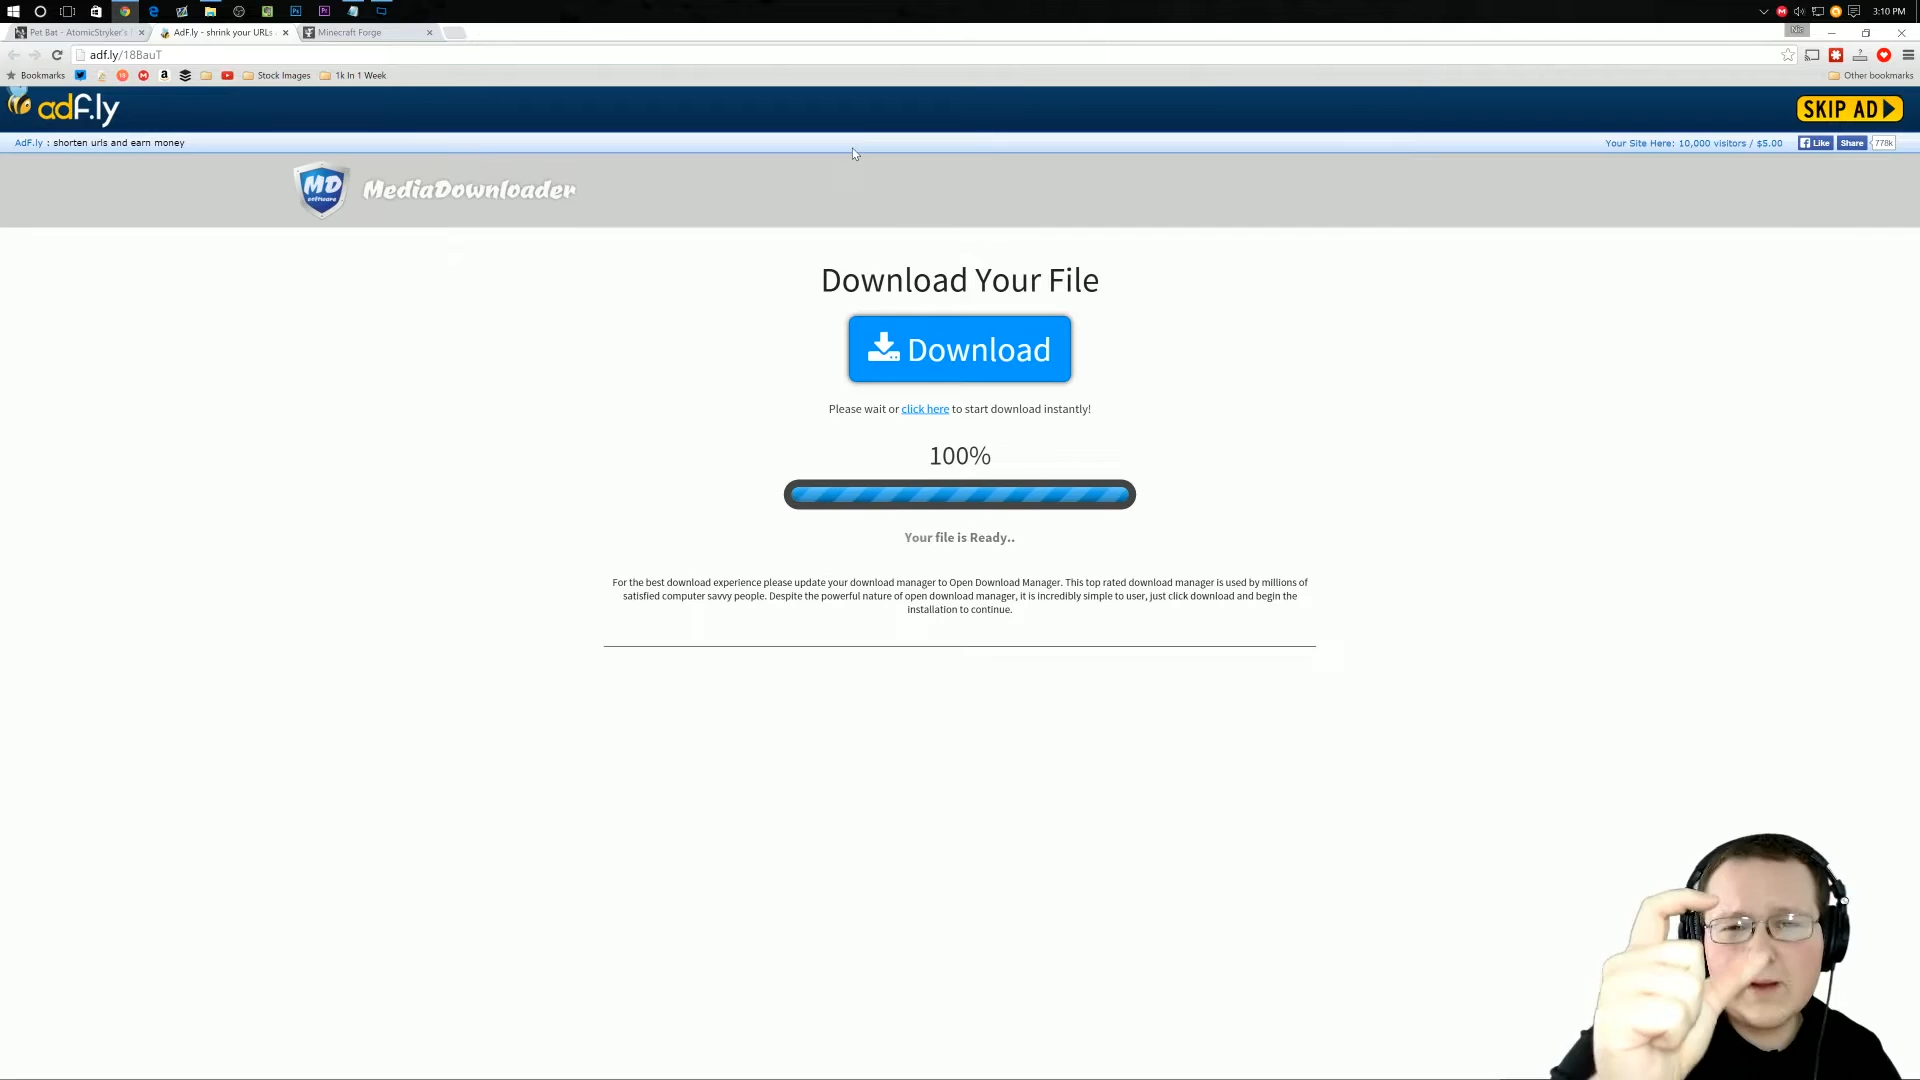 3:10 PM
Pet Bat - AtomicStryker's
AdF.ly - shrink your URLs
Minecraft Forge
Nic
adf.ly/18BauT
Bookmarks
Stock Images
1k In 1 Week
Other bookmarks
adf.ly
SKIP AD
AdF.ly : shorten urls and earn money
Your Site Here: 10,000 visitors / $5.00
Like
Share
778k
MD
software
MediaDownloader
Download Your File
Download
Please wait or click here to start download instantly!
100%
Your file is Ready..
For the best download experience please update your download manager to Open Download Manager. This top rated download manager is used by millions of
satisfied computer savvy people. Despite the powerful nature of open download manager, it is incredibly simple to user, just click download and begin the
installation to continue.